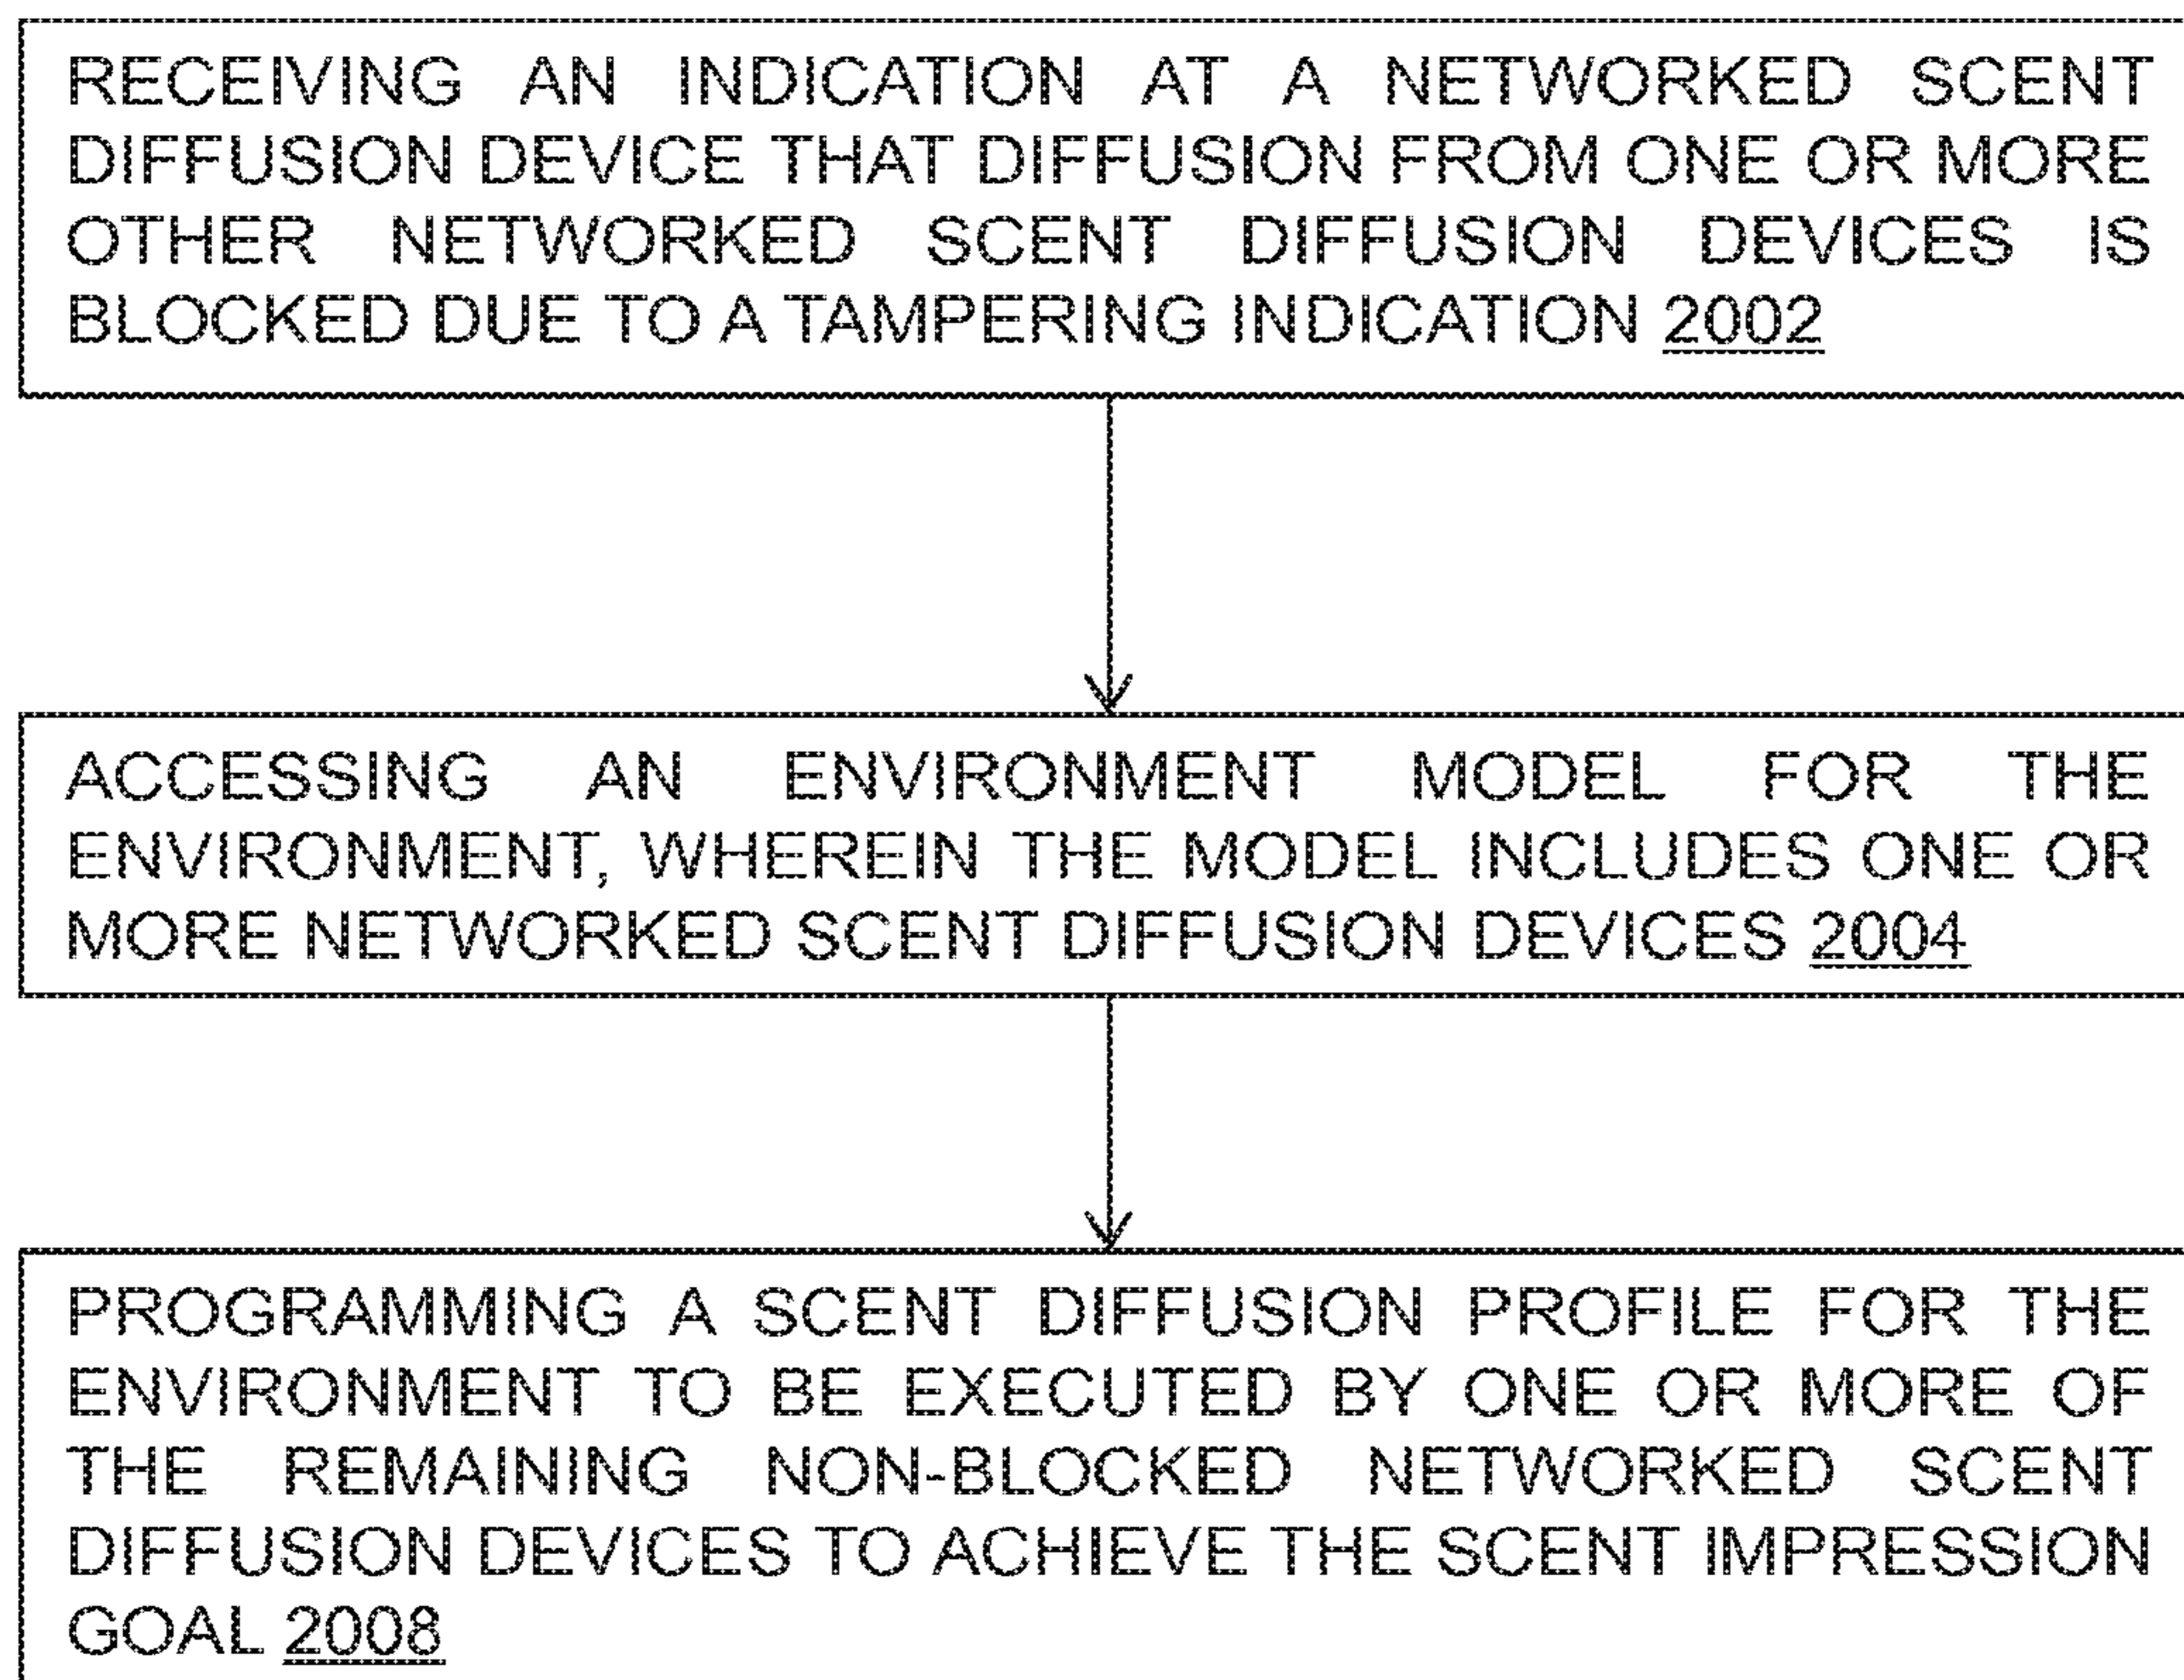 RECEIVING AN INDICATION AT A NETWORKED SCENT
DIFFUSION DEVICE THAT DIFFUSION FROM ONE OR MORE
OTHER NETWORKED SCENT DIFFUSION DEVICES IS
BLOCKED DUE TO A TAMPERING INDICATION 2002
ACCESSING AN ENVIRONMENT MODEL FOR THE
ENVIRONMENT, WHEREIN THE MODEL INCLUDES ONE OR
MORE NETWORKED SCENT DIFFUSION DEVICES 2004
PROGRAMMING A SCENT DIFFUSION PROFILE FOR THE
ENVIRONMENT TO BE EXECUTED BY ONE OR MORE OF
THE REMAINING NON-BLOCKED NETWORKED SCENT
DIFFUSION DEVICES TO ACHIEVE THE SCENT IMPRESSION
GOAL 2008